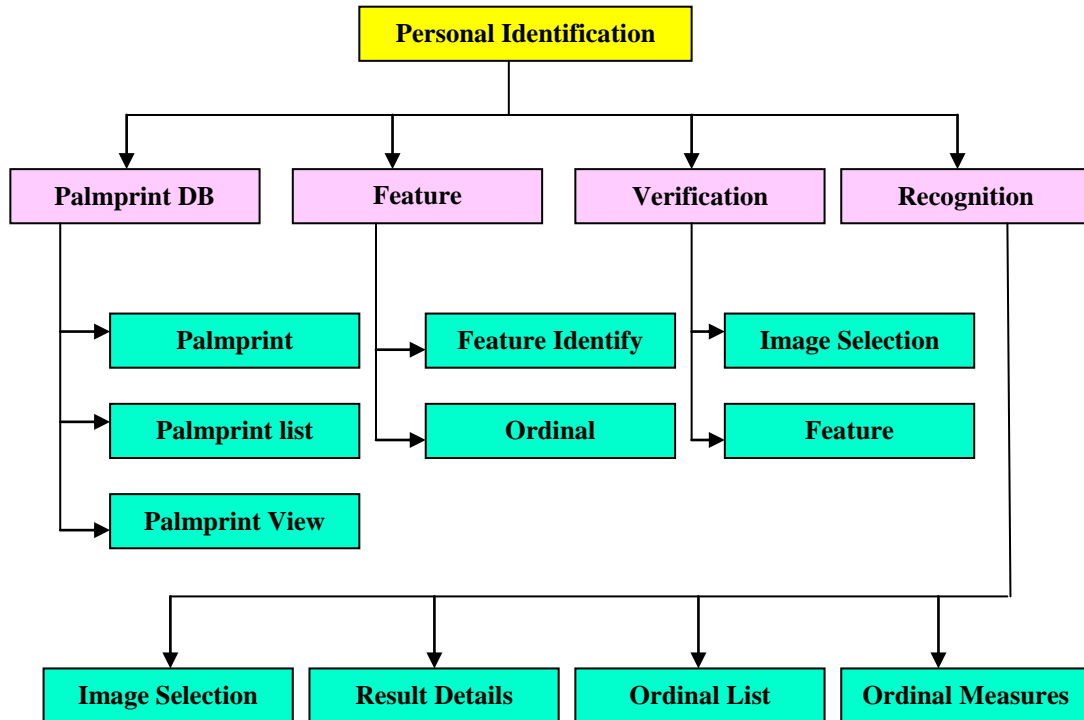 Personal Identification
Palmprint DB
Feature
Verification
Recognition
Palmprint
Feature Identify
Image Selection
Palmprint list
Ordinal
Feature
Palmprint View
Image Selection
Result Details
Ordinal List
Ordinal Measures